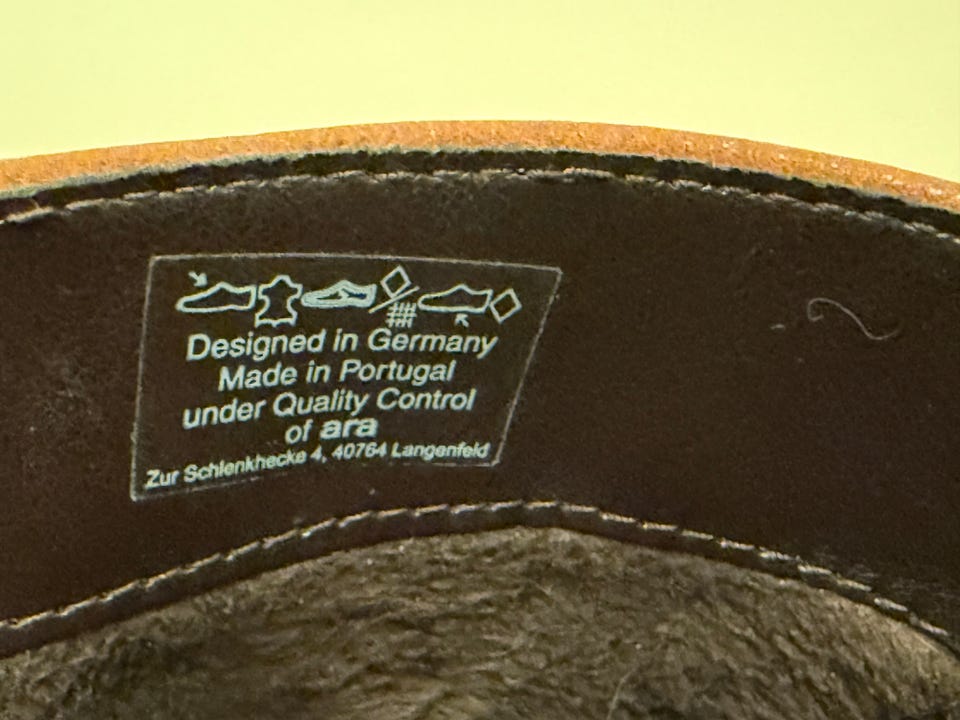 Designed in Germany
Made in Portugal
under Quality Control
of ara
Zur Schlenkhecke 4, 40764 Langenfeld